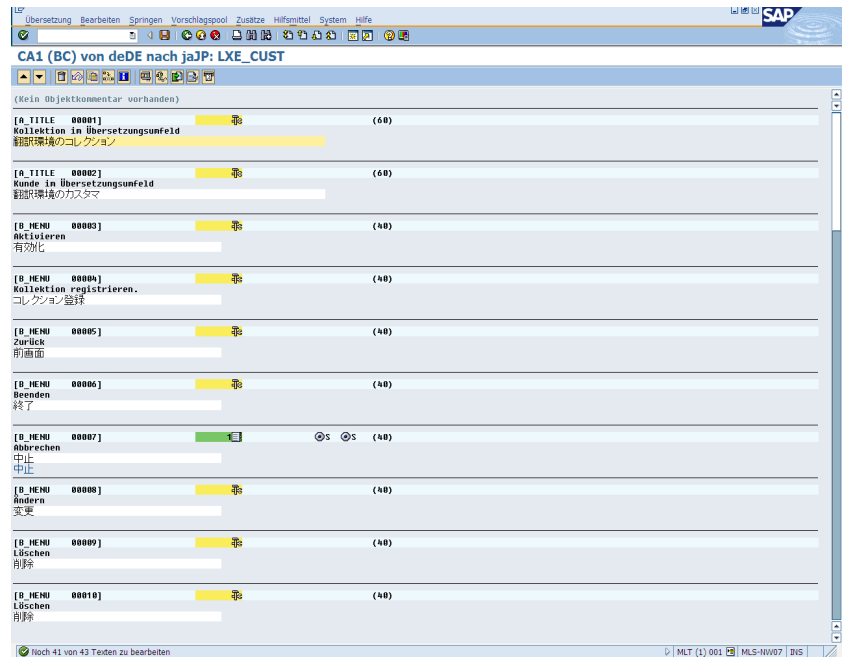 Übersetzung Bearbeiten Springen Vorschlagspool Zusätze Hilfsmittel System Hilfe
SAP
CA1 (BC) von deDE nach jaJP: LXE_CUST
(Kein Objektkommentar vorhanden)
[A_TITLE 00001] (60)
Kollektion im Übersetzungsumfeld
翻訳環境のコレクション
[A_TITLE 00002] (60)
Kunde im Übersetzungsumfeld
翻訳環境のカスタマ
[B_MENU 00003] (40)
Aktivieren
有効化
[B_MENU 00004] (40)
Kollektion registrieren.
コレクション登録
[B_MENU 00005] (40)
Zurück
前画面
[B_MENU 00006] (40)
Beenden
終了
[B_MENU 00007] 1 S S (40)
Abbrechen
中止
中止
[B_MENU 00008] (40)
Ändern
変更
[B_MENU 00009] (40)
Löschen
削除
[B_MENU 00010] (40)
Löschen
削除
Noch 41 von 43 Texten zu bearbeiten MLT (1) 001 MLS-NW07 INS